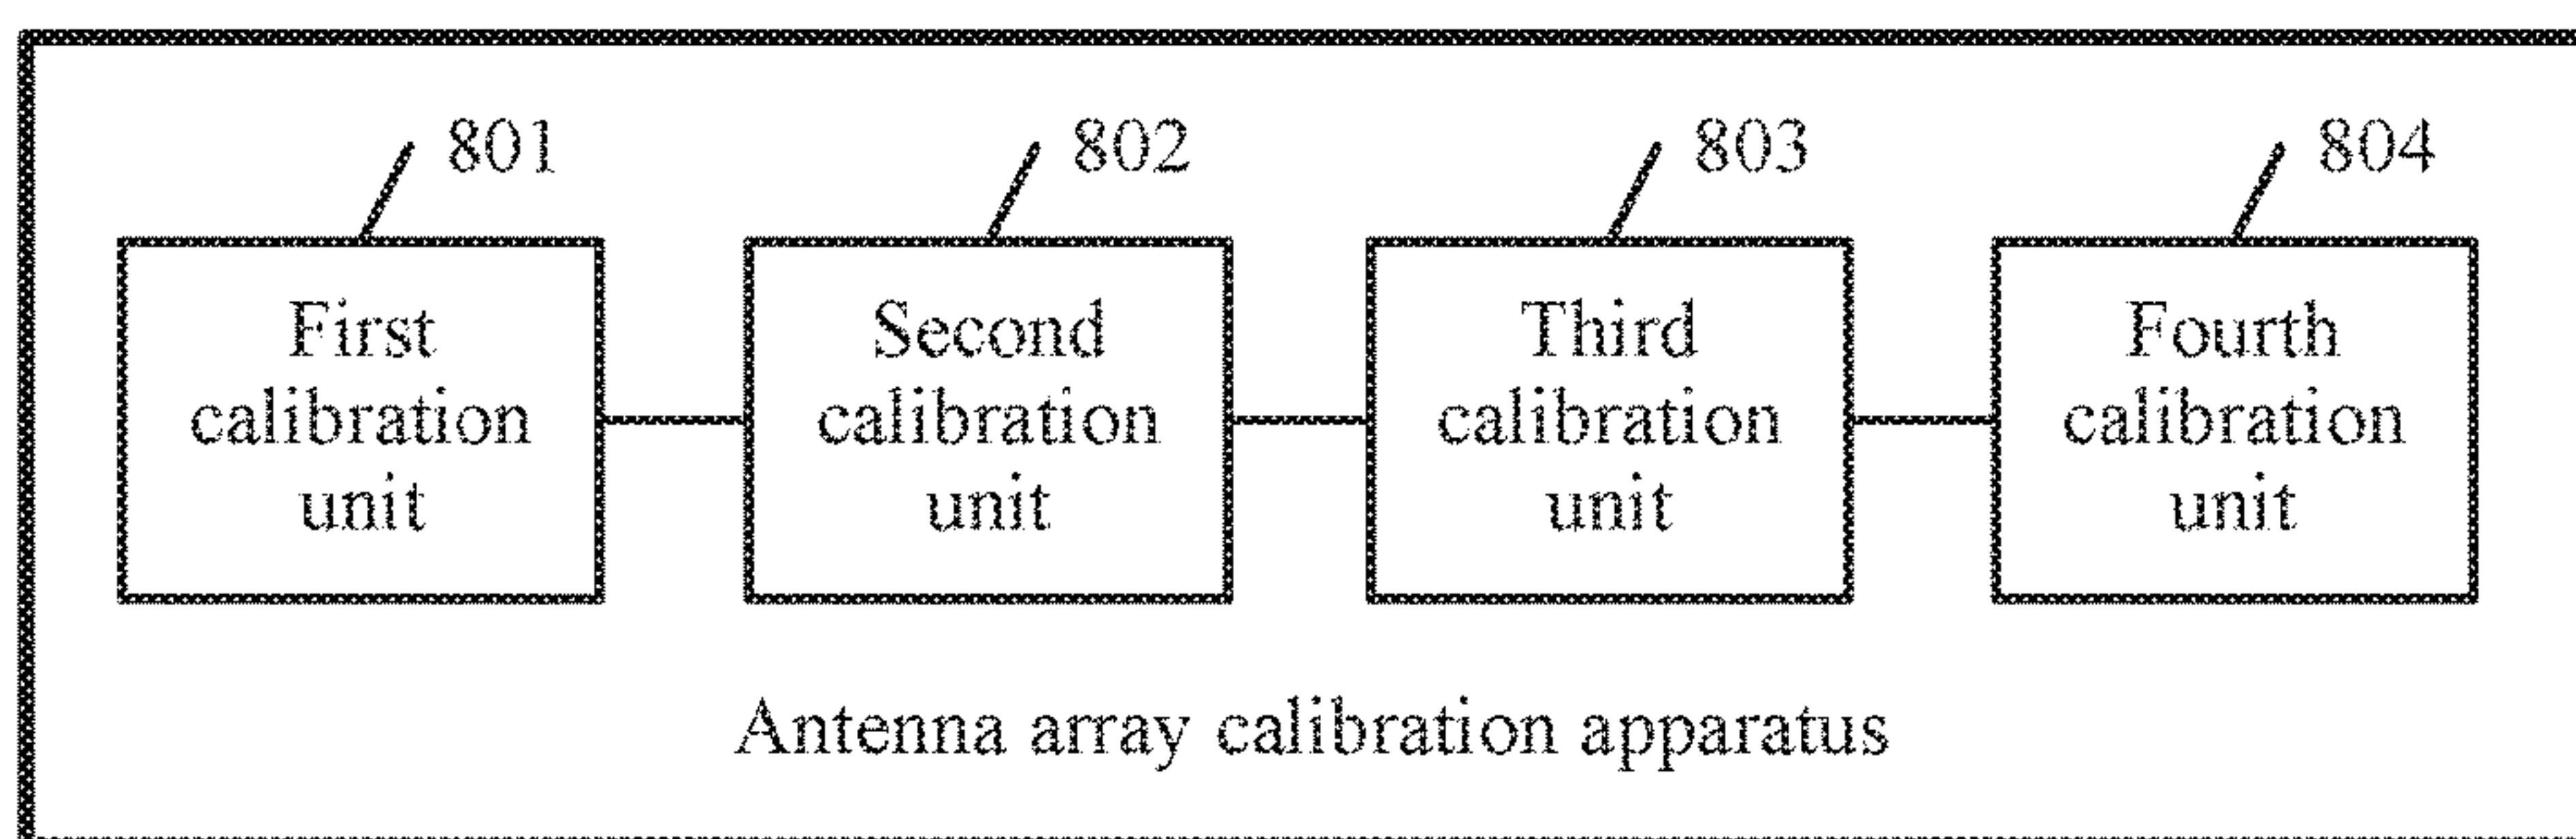 801
802
803
804
First
calibration
unit
Second
calibration
unit
Third
calibration
unit
Fourth
calibration
unit
Antenna array calibration apparatus